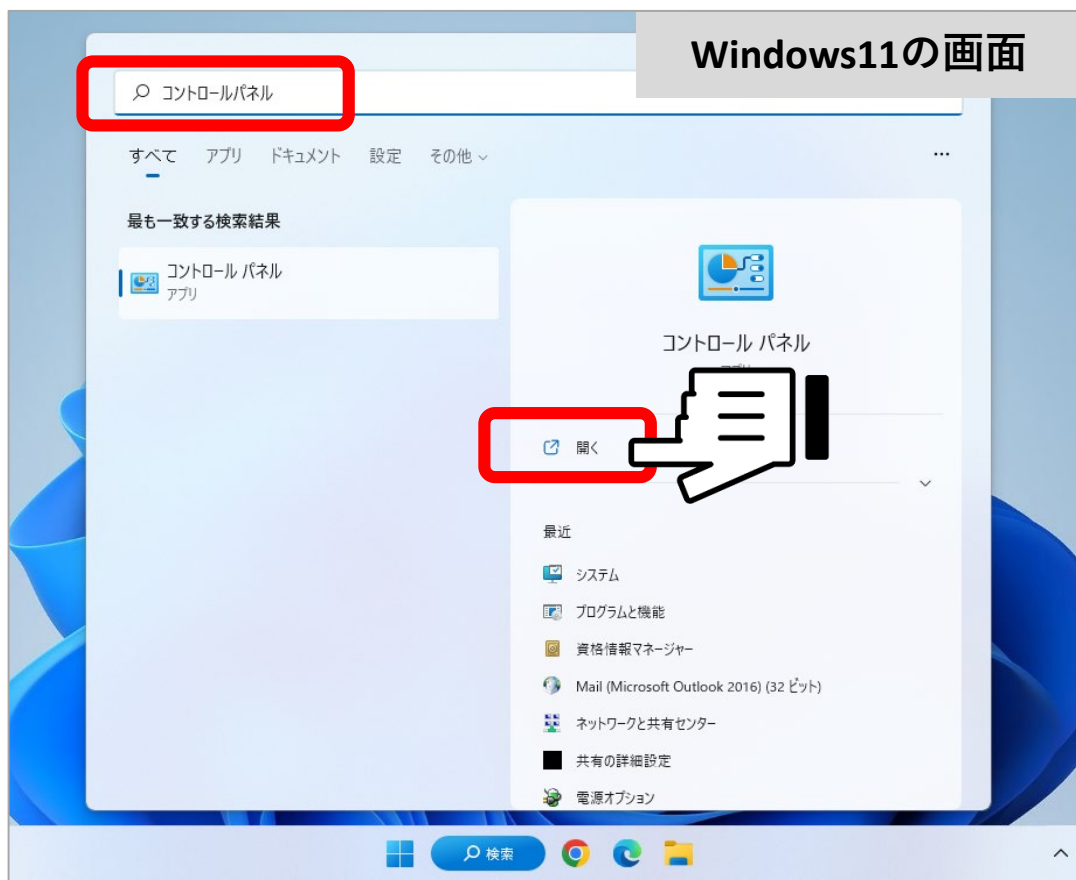 Windows11の画面
コントロールパネル
すべて アプリ ドキュメント 設定 その他
最も一致する検索結果
コントロール パネル
アプリ
コントロール パネル
開く
最近
システム
プログラムと機能
資格情報マネージャー
Mail (Microsoft Outlook 2016) (32 ビット)
ネットワークと共有センター
共有の詳細設定
電源オプション
検索